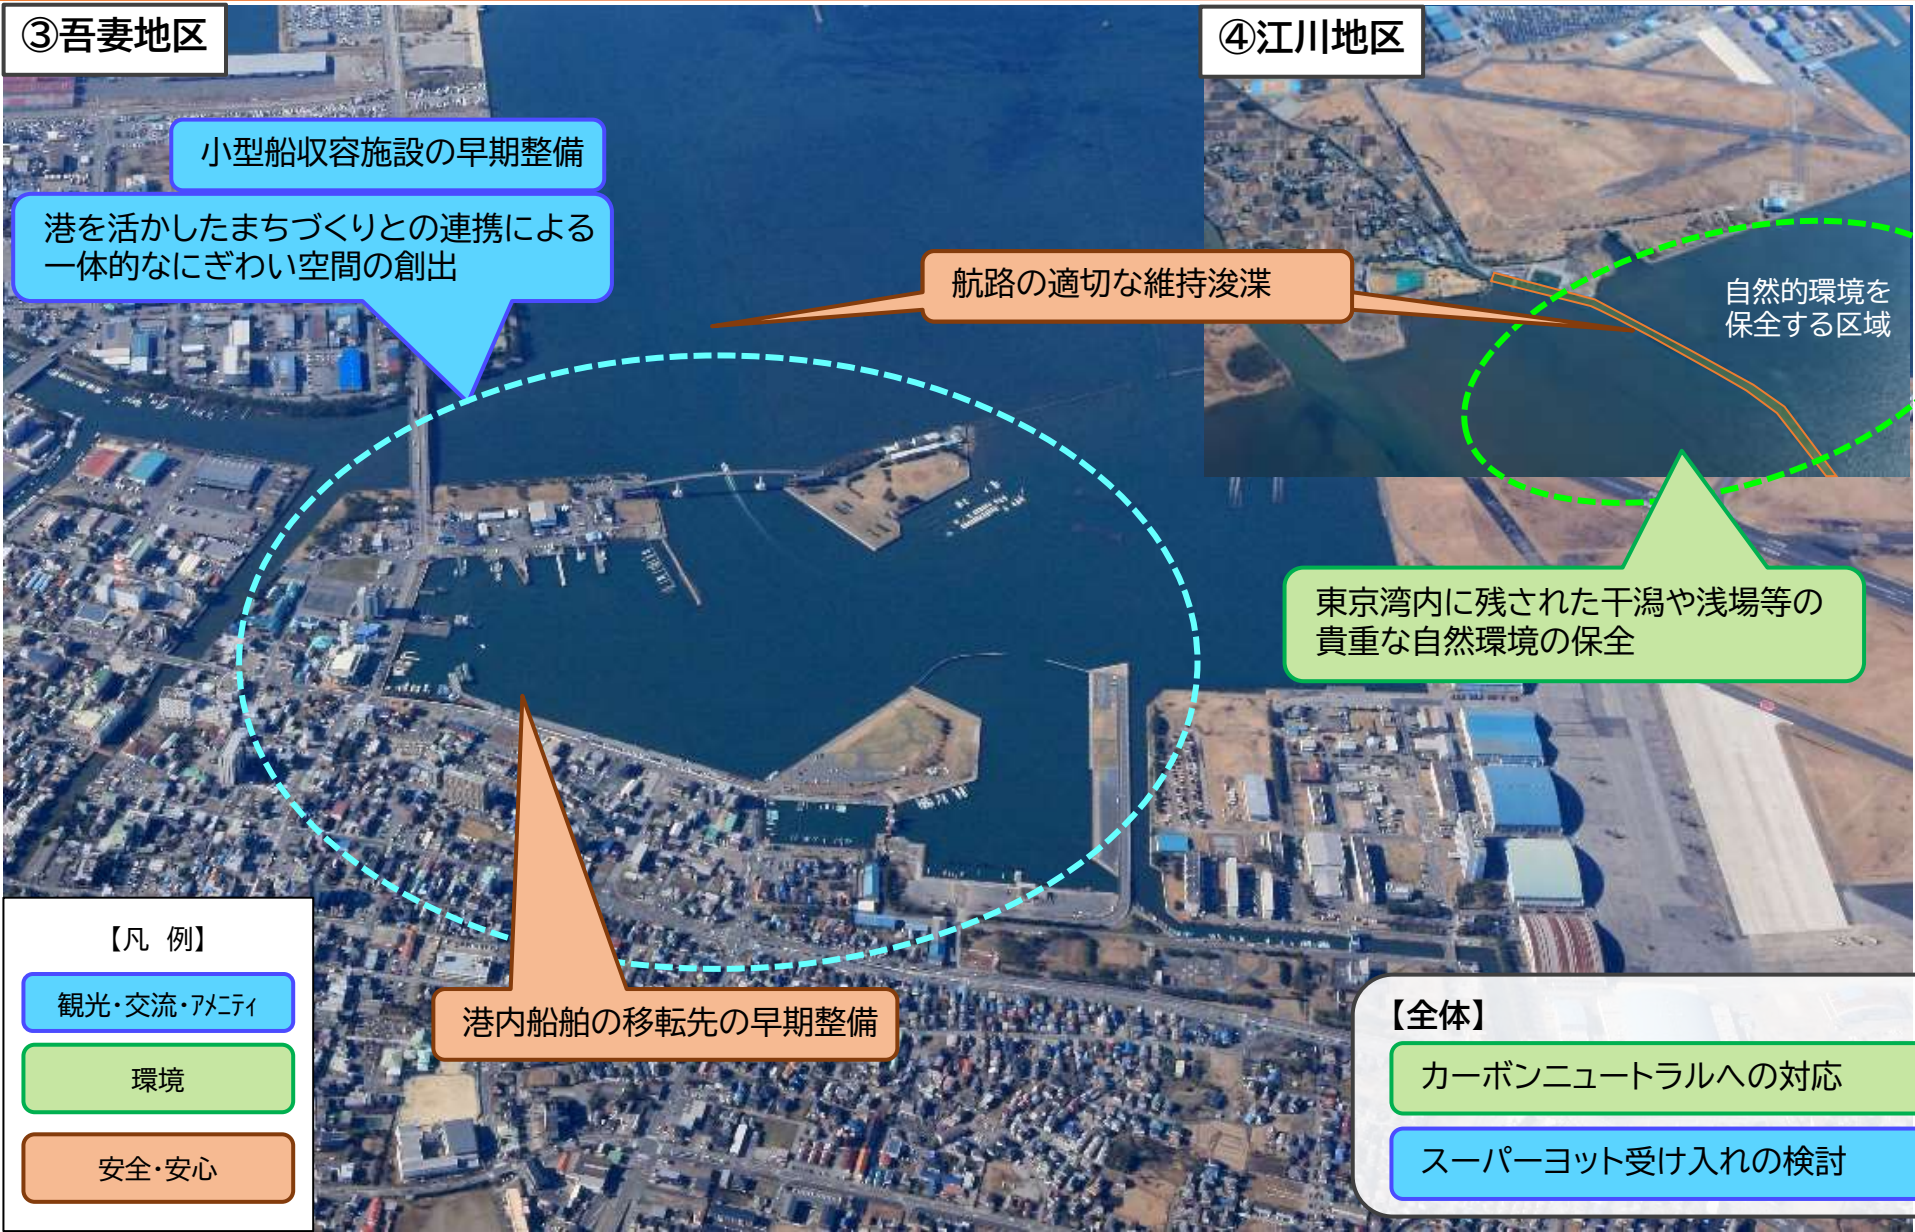 ③吾妻地区
④江川地区
小型船収容施設の早期整備
港を活かしたまちづくりとの連携による
一体的なにぎわい空間の創出
航路の適切な維持浚渫
自然的環境を
保全する区域
東京湾内に残された干潟や浅場等の
貴重な自然環境の保全
港内船舶の移転先の早期整備
【凡 例】
観光・交流・アメニティ
環境
安全・安心
【全体】
カーボンニュートラルへの対応
スーパーヨット受け入れの検討